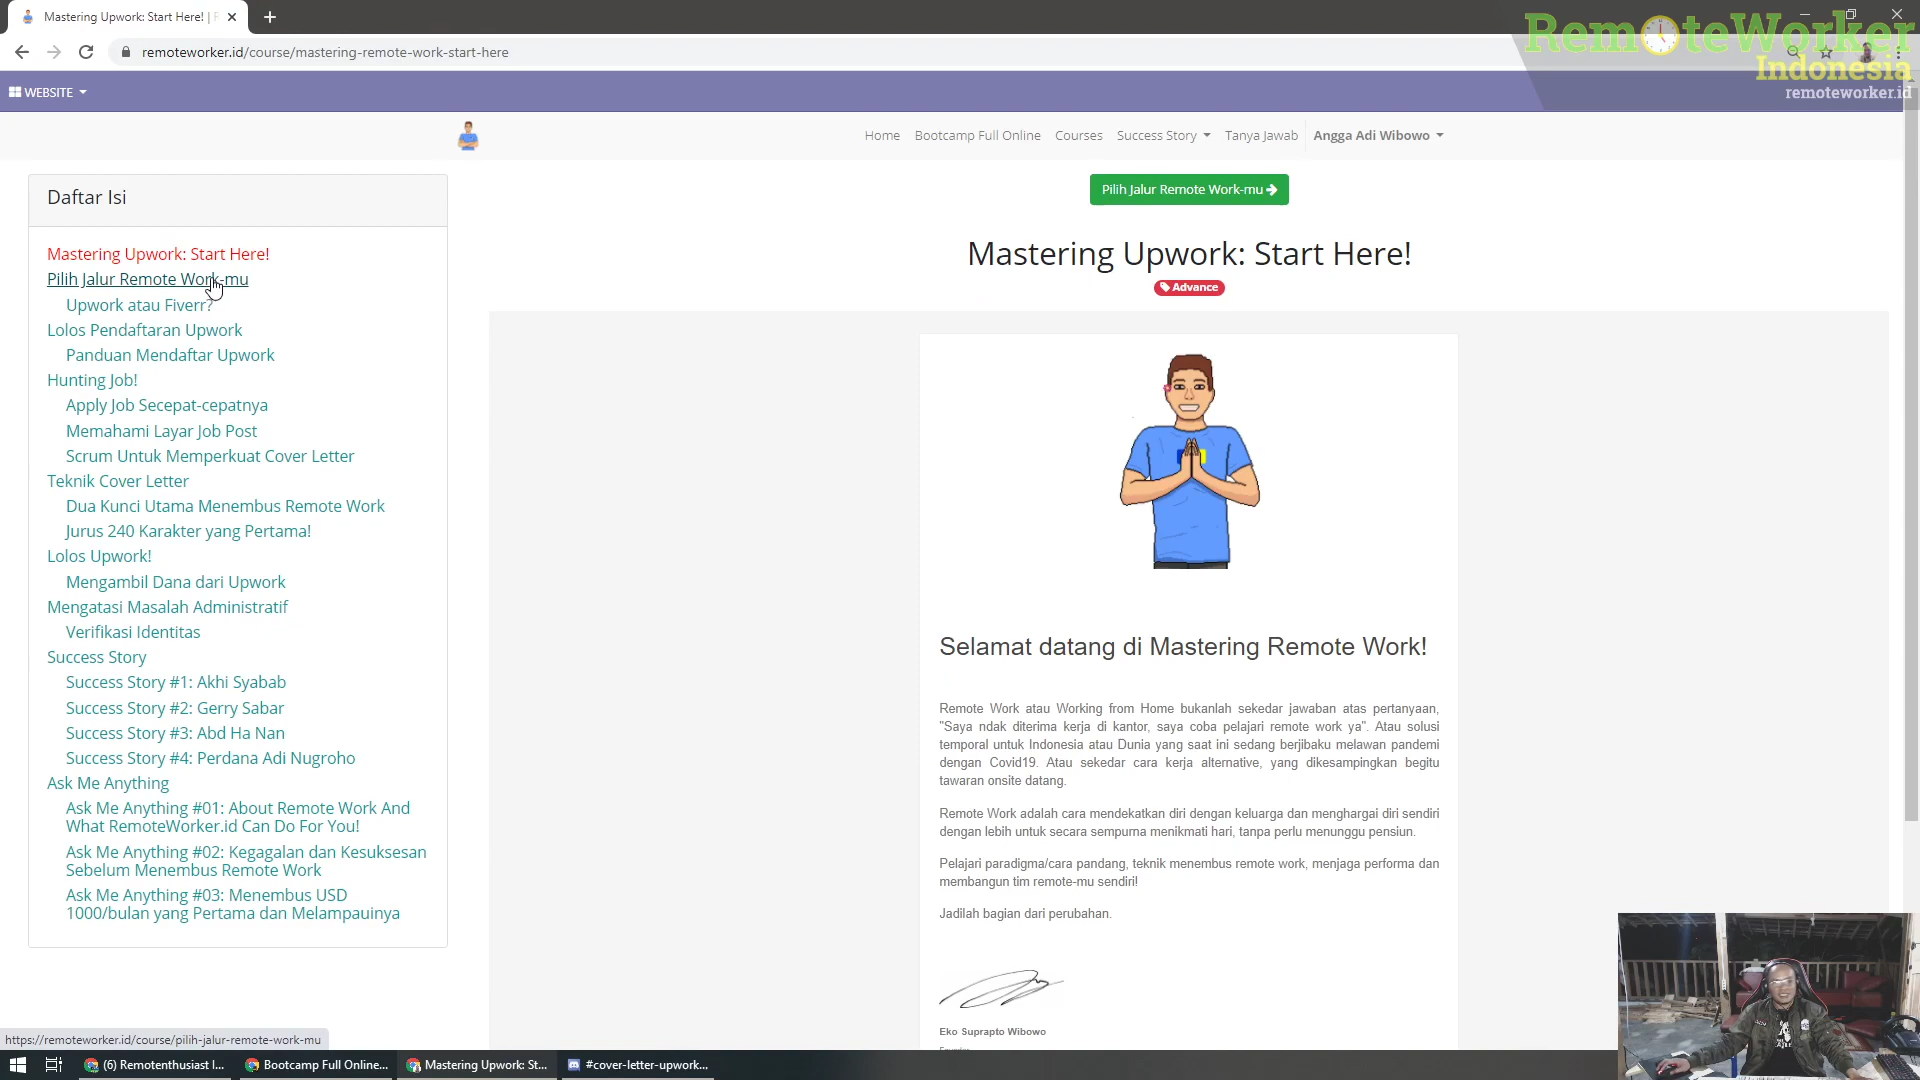 Mastering Upwork: Start Here! |
remoteworker.id/course/mastering-remote-work-start-here
RemoteWorker
Indonesia
remoteworker.id
WEBSITE
Home
Bootcamp Full Online
Courses
Success Story
Tanya Jawab
Angga Adi Wibowo
Daftar Isi
Mastering Upwork: Start Here!
Pilih Jalur Remote Work-mu
Upwork atau Fiverr?
Lolos Pendaftaran Upwork
Panduan Mendaftar Upwork
Hunting Job!
Apply Job Secepat-cepatnya
Memahami Layar Job Post
Scrum Untuk Memperkuat Cover Letter
Teknik Cover Letter
Dua Kunci Utama Menembus Remote Work
Jurus 240 Karakter yang Pertama!
Lolos Upwork!
Mengambil Dana dari Upwork
Mengatasi Masalah Administratif
Verifikasi Identitas
Success Story
Success Story #1: Akhi Syabab
Success Story #2: Gerry Sabar
Success Story #3: Abd Ha Nan
Success Story #4: Perdana Adi Nugroho
Ask Me Anything
Ask Me Anything #01: About Remote Work And
What RemoteWorker.id Can Do For You!
Ask Me Anything #02: Kegagalan dan Kesuksesan
Sebelum Menembus Remote Work
Ask Me Anything #03: Menembus USD
1000/bulan yang Pertama dan Melampauinya
Pilih Jalur Remote Work-mu
Mastering Upwork: Start Here!
Advance
Selamat datang di Mastering Remote Work!
Remote Work atau Working from Home bukanlah sekedar jawaban atas pertanyaan,
"Saya ndak diterima kerja di kantor, saya coba pelajari remote work ya". Atau solusi
temporal untuk Indonesia atau Dunia yang saat ini sedang berjibaku melawan pandemi
dengan Covid19. Atau sekedar cara kerja alternative, yang dikesampingkan begitu
tawaran onsite datang.
Remote Work adalah cara mendekatkan diri dengan keluarga dan menghargai diri sendiri
dengan lebih untuk secara sempurna menikmati hari, tanpa perlu menunggu pensiun.
Pelajari paradigma/cara pandang, teknik menembus remote work, menjaga performa dan
membangun tim remote-mu sendiri!
Jadilah bagian dari perubahan.
Eko Suprapto Wibowo
https://remoteworker.id/course/pilih-jalur-remote-work-mu
(6) Remotenthusiast I...
Bootcamp Full Online...
Mastering Upwork: St...
#cover-letter-upwork...